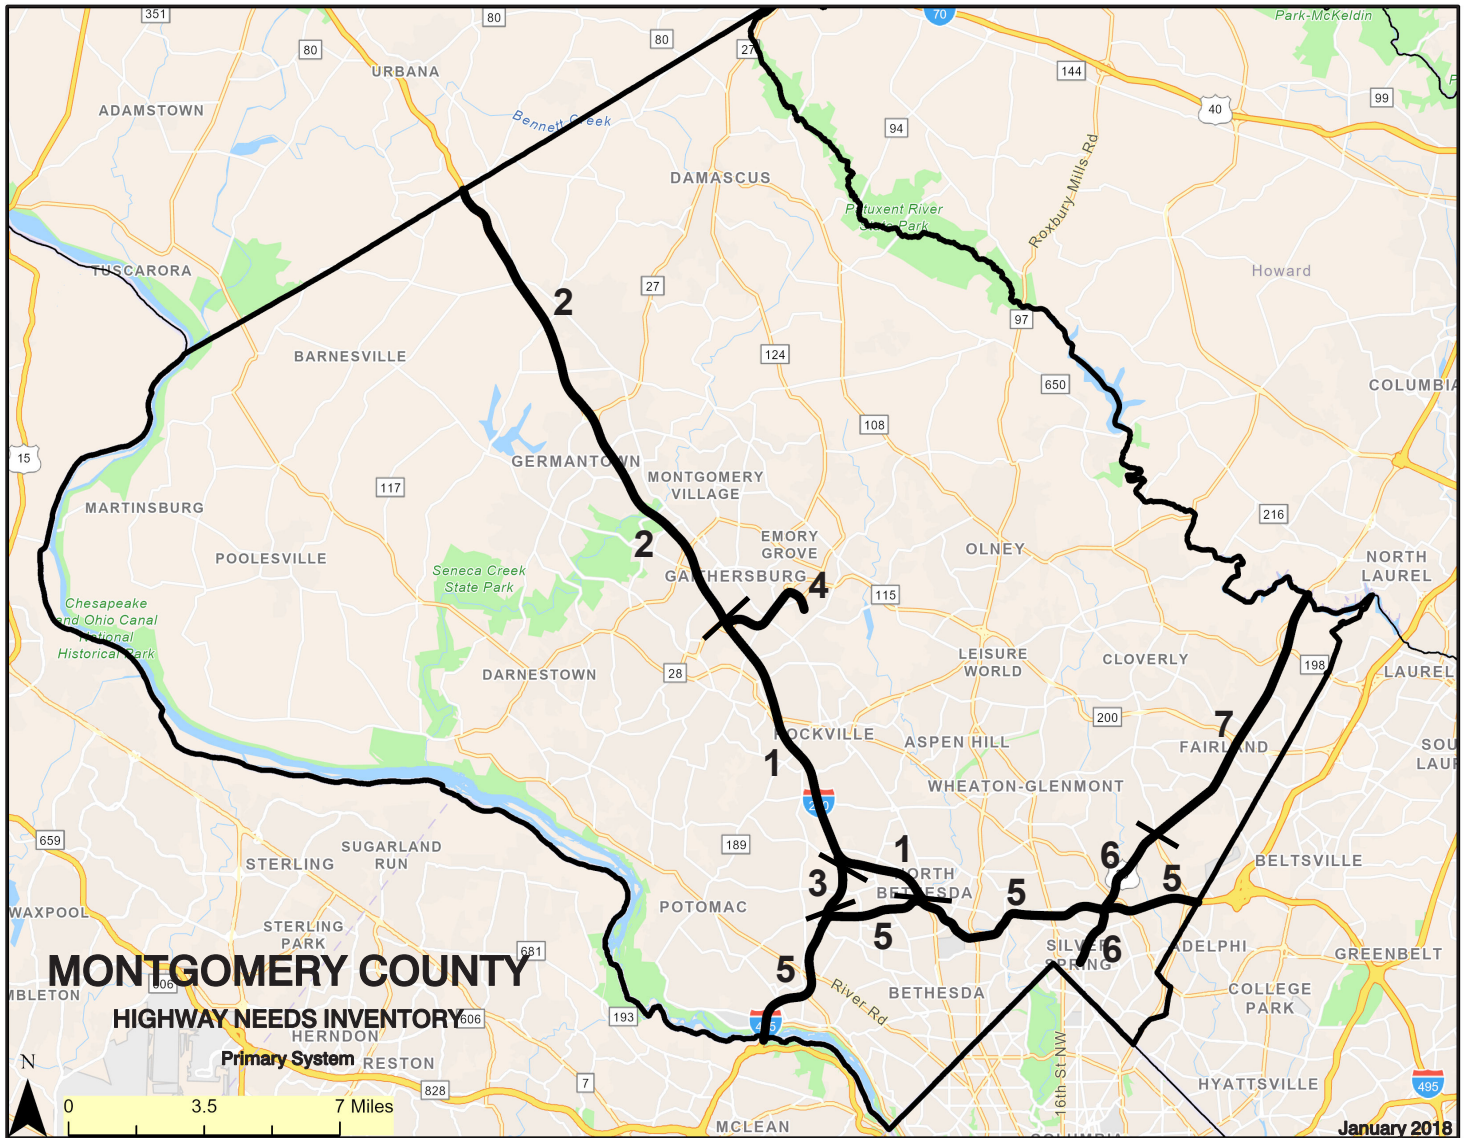 351
80
70
Park-McKeldin
80
80
27
URBANA
144
ADAMSTOWN
99
40
Bennett Creek
94
Roxbury Mills Rd
DAMASCUS
Patuxent River
State Park
TUSCARORA
Howard
27
2
97
BARNESVILLE
124
650
COLUMBIA
108
15
GERMANTOWN
MONTGOMERY
VILLAGE
117
MARTINSBURG
216
2
EMORY
GROVE
OLNEY
POOLESVILLE
NORTH
LAUREL
Seneca Creek
State Park
GAITHERSBURG
4
115
Chesapeake
and Ohio Canal
National
Historical Park
LEISURE
WORLD
CLOVERLY
198
28
DARNESTOWN
LAUREL
200
7
ROCKVILLE
ASPEN HILL
FAIRLAND
SOU
LAUR
1
WHEATON-GLENMONT
270
659
189
SUGARLAND
RUN
STERLING
1
6
BELTSVILLE
3
NORTH
BETHESDA
5
5
POTOMAC
WAXPOOL
STERLING
PARK
5
681
SILVER
SPRING
6
ADELPHI
GREENBELT
MONTGOMERY COUNTY
5
606
MBLETON
BETHESDA
COLLEGE
PARK
River Rd
HIGHWAY NEEDS INVENTORY
606
193
495
HERNDON
Primary System
RESTON
N
16th St NW
7
828
HYATTSVILLE
495
0 3.5 7 Miles
MCLEAN
COLUMBIA
January 2018